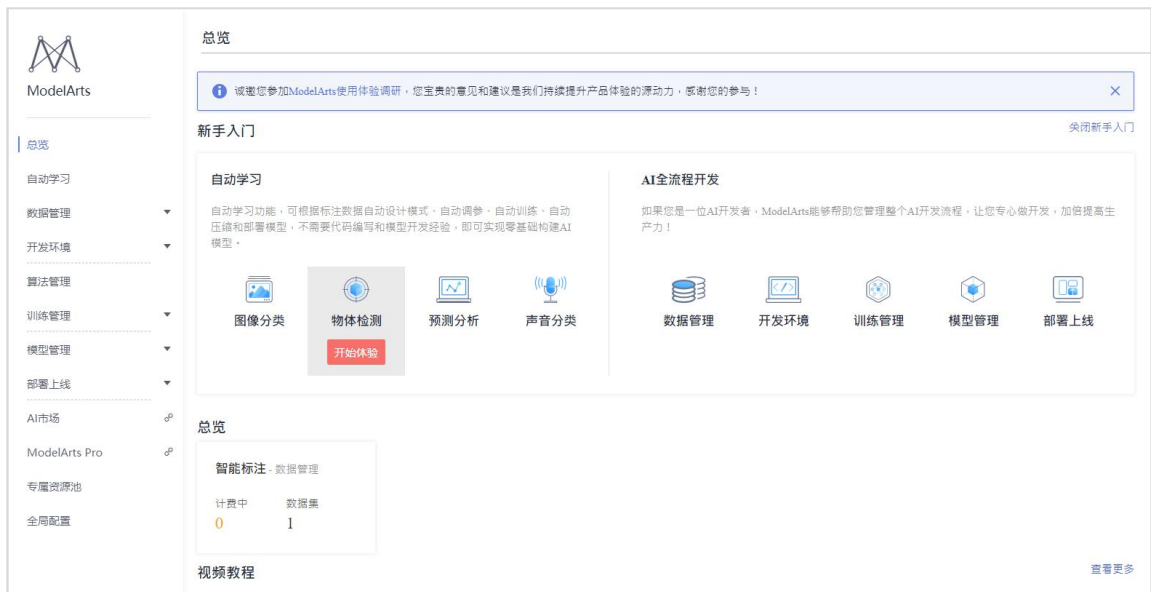 ModelArts
总览
自动学习
数据管理
开发环境
算法管理
训练管理
模型管理
部署上线
AI市场
ModelArts Pro
专属资源池
全局配置
总览
诚邀您参加ModelArts使用体验调研，您宝贵的意见和建议是我们持续提升产品体验的源动力，感谢您的参与！
新手入门
关闭新手入门
自动学习
自动学习功能，可根据标注数据自动设计模式、自动调参、自动训练、自动
压缩和部署模型，不需要代码编写和模型开发经验，即可实现零基础构建AI
模型。
图像分类
物体检测
预测分析
声音分类
开始体验
AI全流程开发
如果您是一位AI开发者，ModelArts能够帮助您管理整个AI开发流程，让您专心做开发，加倍提高生
产力！
数据管理
开发环境
训练管理
模型管理
部署上线
总览
智能标注 - 数据管理
计费中 数据集
0 1
视频教程
查看更多